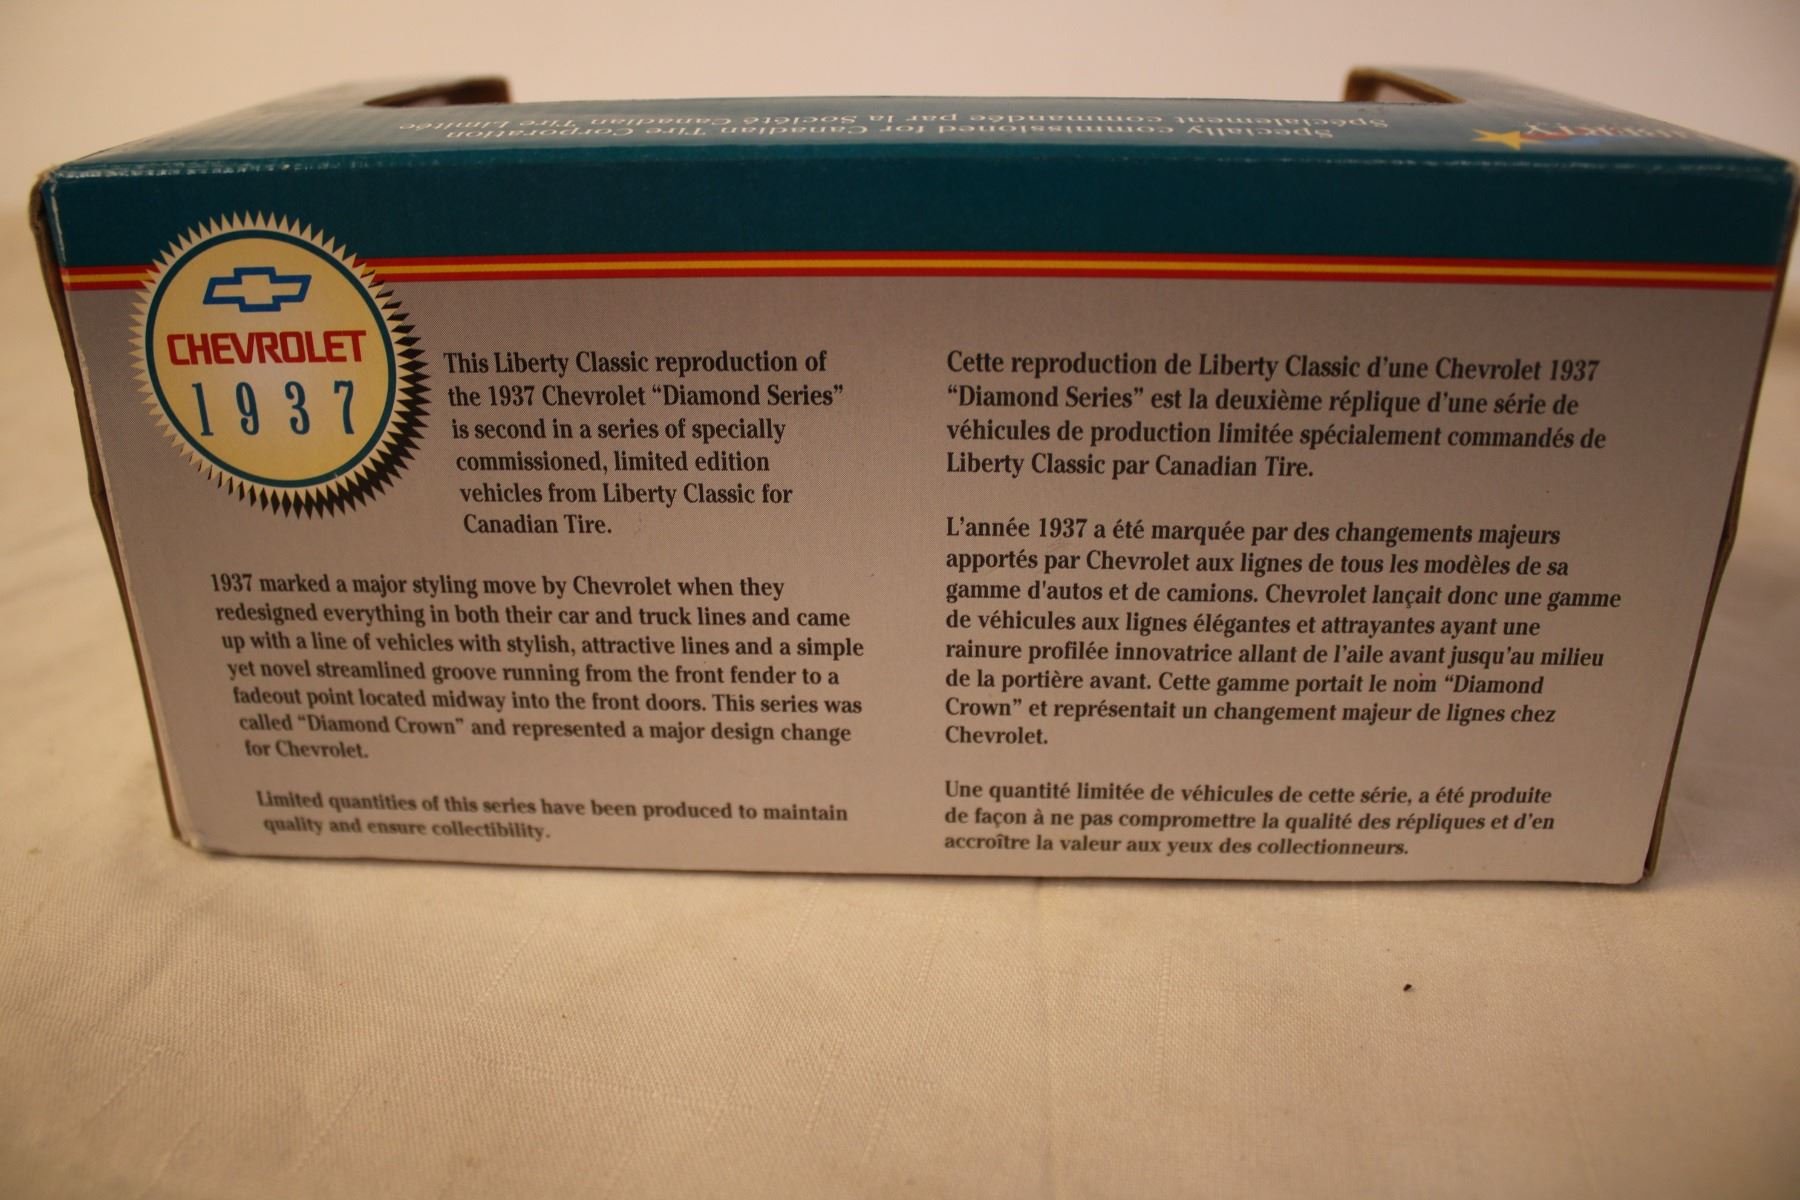 Specially commissioned for Canadian Tire Corporation
Spécialement commandée par la Société Canadian Tire Limitée
LIBERTY
CHEVROLET
1937
This Liberty Classic reproduction of
the 1937 Chevrolet “Diamond Series”
is second in a series of specially
commissioned, limited edition
vehicles from Liberty Classic for
Canadian Tire.
1937 marked a major styling move by Chevrolet when they
redesigned everything in both their car and truck lines and came
up with a line of vehicles with stylish, attractive lines and a simple
yet novel streamlined groove running from the front fender to a
fadeout point located midway into the front doors. This series was
called “Diamond Crown” and represented a major design change
for Chevrolet.
Limited quantities of this series have been produced to maintain
quality and ensure collectibility.
Cette reproduction de Liberty Classic d’une Chevrolet 1937
“Diamond Series” est la deuxième réplique d’une série de
véhicules de production limitée spécialement commandés de
Liberty Classic par Canadian Tire.
L’année 1937 a été marquée par des changements majeurs
apportés par Chevrolet aux lignes de tous les modèles de sa
gamme d'autos et de camions. Chevrolet lançait donc une gamme
de véhicules aux lignes élégantes et attrayantes ayant une
rainure profilée innovatrice allant de l’aile avant jusqu’au milieu
de la portière avant. Cette gamme portait le nom “Diamond
Crown” et représentait un changement majeur de lignes chez
Chevrolet.
Une quantité limitée de véhicules de cette série, a été produite
de façon à ne pas compromettre la qualité des répliques et d’en
accroître la valeur aux yeux des collectionneurs.